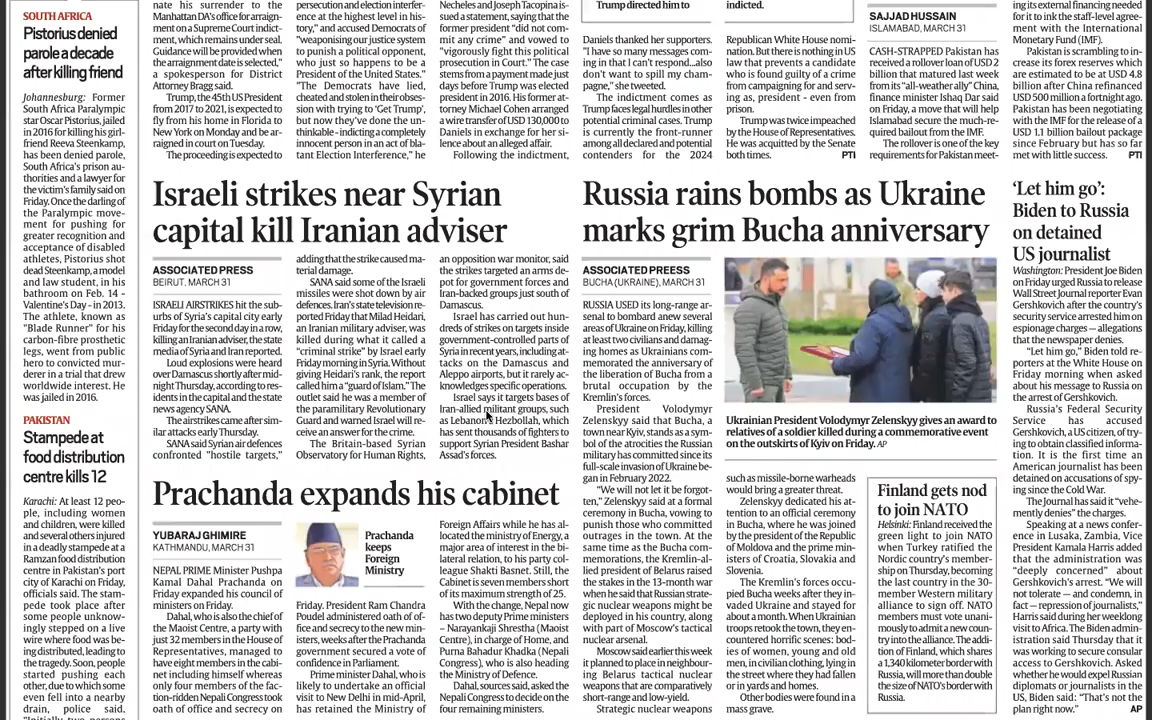 SOUTH AFRICA
Pistorius denied
parole a decade
after killing friend
Johannesburg: Former
South Africa Paralympic
star Oscar Pistorius, jailed
in 2016 for killing his girl-
friend Reeva Steenkamp,
has been denied parole,
South Africa's prison au-
thorities and a lawyer for
the victim's family said on
Friday. Once the darling of
the Paralympic move-
ment for pushing for
greater recognition and
acceptance of disabled
athletes, Pistorius shot
dead Steenkamp, a model
and law student, in his
bathroom on Feb. 14 -
Valentine's Day - in 2013.
The athlete, known as
"Blade Runner" for his
carbon-fibre prosthetic
legs, went from public
hero to convicted mur-
derer in a trial that drew
worldwide interest. He
was jailed in 2016.
PAKISTAN
Stampede at
food distribution
centre kills 12
Karachi: At least 12 peo-
ple, including women
and children, were killed
and several others injured
in a deadly stampede at a
Ramzan food distribution
centre in Pakistan's port
city of Karachi on Friday,
officials said. The stam-
pede took place after
some people unknow-
ingly stepped on a live
wire where food was be-
ing distributed, leading to
the tragedy. Soon, people
started pushing each
other, due to which some
even fell into a nearby
drain, police said.
"Initially two persons
nate his surrender to the
Manhattan DA's office for arraign-
ment on a Supreme Court indict-
ment, which remains under seal.
Guidance will be provided when
the arraignment date is selected,"
a spokesperson for District
Attorney Bragg said.
Trump, the 45th US President
from 2017 to 2021, is expected to
fly from his home in Florida to
New York on Monday and be ar-
raigned in court on Tuesday.
The proceeding is expected to
persecution and election interfer-
ence at the highest level in his-
tory," and accused Democrats of
"weaponising our justice system
to punish a political opponent,
who just so happens to be a
President of the United States."
"The Democrats have lied,
cheated and stolen in their obses-
sion with trying to 'Get Trump',
but now they've done the un-
thinkable - indicting a completely
innocent person in an act of bla-
tant Election Interference," he
Necheles and Joseph Tacopina is-
sued a statement, saying that the
former president "did not com-
mit any crime" and vowed to
"vigorously fight this political
prosecution in Court." The case
stems from a payment made just
days before Trump was elected
president in 2016. His former at-
torney Michael Cohen arranged
a wire transfer of USD 130,000 to
Daniels in exchange for her si-
lence about an alleged affair.
Following the indictment,
Trump directed him to
Daniels thanked her supporters.
"I have so many messages com-
ing in that I can't respond...also
don't want to spill my cham-
pagne," she tweeted.
The indictment comes as
Trump faces legal hurdles in other
potential criminal cases. Trump
is currently the front-runner
among all declared and potential
contenders for the 2024
indicted.
Republican White House nomi-
nation. But there is nothing in US
law that prevents a candidate
who is found guilty of a crime
from campaigning for and serv-
ing as, president - even from
prison.
Trump was twice impeached
by the House of Representatives.
He was acquitted by the Senate
both times. PTI
SAJJAD HUSSAIN
ISLAMABAD, MARCH 31
CASH-STRAPPED Pakistan has
received a rollover loan of USD 2
billion that matured last week
from its "all-weather ally" China,
finance minister Ishaq Dar said
on Friday, a move that will help
Islamabad secure the much-re-
quired bailout from the IMF.
The rollover is one of the key
requirements for Pakistan meet-
ing its external financing needed
for it to ink the staff-level agree-
ment with the International
Monetary Fund (IMF).
Pakistan is scrambling to in-
crease its forex reserves which
are estimated to be at USD 4.8
billion after China refinanced
USD 500 million a fortnight ago.
Pakistan has been negotiating
with the IMF for the release of a
USD 1.1 billion bailout package
since February but has so far
met with little success. PTI
Israeli strikes near Syrian
capital kill Iranian adviser
ASSOCIATED PRESS
BEIRUT, MARCH 31
ISRAELI AIRSTRIKES hit the sub-
urbs of Syria's capital city early
Friday for the second day in a row,
killing an Iranian adviser, the state
media of Syria and Iran reported.
Loud explosions were heard
over Damascus shortly after mid-
night Thursday, according to res-
idents in the capital and the state
news agency SANA.
The airstrikes came after sim-
ilar attacks early Thursday.
SANA said Syrian air defences
confronted "hostile targets,"
adding that the strike caused ma-
terial damage.
SANA said some of the Israeli
missiles were shot down by air
defences. Iran's state television re-
ported Friday that Milad Heidari,
an Iranian military adviser, was
killed during what it called a
"criminal strike" by Israel early
Friday morning in Syria. Without
giving Heidari's rank, the report
called him a "guard of Islam." The
outlet said he was a member of
the paramilitary Revolutionary
Guard and warned Israel will re-
ceive an answer for the crime.
The Britain-based Syrian
Observatory for Human Rights,
an opposition war monitor, said
the strikes targeted an arms de-
pot for government forces and
Iran-backed groups just south of
Damascus.
Israel has carried out hun-
dreds of strikes on targets inside
government-controlled parts of
Syria in recent years, including at-
tacks on the Damascus and
Aleppo airports, but it rarely ac-
knowledges specific operations.
Israel says it targets bases of
Iran-allied militant groups, such
as Lebanon's Hezbollah, which
has sent thousands of fighters to
support Syrian President Bashar
Assad's forces.
Prachanda expands his cabinet
YUBARAJ GHIMIRE
KATHMANDU, MARCH 31
NEPAL PRIME Minister Pushpa
Kamal Dahal Prachanda on
Friday expanded his council of
ministers on Friday.
Dahal, who is also the chief of
the Maoist Centre, a party with
just 32 members in the House of
Representatives, managed to
have eight members in the cabi-
net including himself whereas
only four members of the fac-
tion-ridden Nepali Congress took
oath of office and secrecy on
Prachanda
keeps
Foreign
Ministry
Friday. President Ram Chandra
Poudel administered oath of of-
fice and secrecy to the new min-
isters, weeks after the Prachanda
government secured a vote of
confidence in Parliament.
Prime minister Dahal, who is
likely to undertake an official
visit to New Delhi in mid-April,
has retained the Ministry of
Foreign Affairs while he has al-
located the ministry of Energy, a
major area of interest in the bi-
lateral relation, to his party col-
league Shakti Basnet. Still, the
Cabinet is seven members short
of its maximum strength of 25.
With the change, Nepal now
has two deputy Prime ministers
– Narayankaji Shrestha (Maoist
Centre), in charge of Home, and
Purna Bahadur Khadka (Nepali
Congress), who is also heading
the Ministry of Defence.
Dahal, sources said, asked the
Nepali Congress to decide on the
four remaining ministers.
Russia rains bombs as Ukraine
marks grim Bucha anniversary
ASSOCIATED PREESS
BUCHA (UKRAINE), MARCH 31
RUSSIA USED its long-range ar-
senal to bombard anew several
areas of Ukraine on Friday, killing
at least two civilians and damag-
ing homes as Ukrainians com-
memorated the anniversary of
the liberation of Bucha from a
brutal occupation by the
Kremlin's forces.
President Volodymyr
Zelenskyy said that Bucha, a
town near Kyiv, stands as a sym-
bol of the atrocities the Russian
military has committed since its
full-scale invasion of Ukraine be-
gan in February 2022.
"We will not let it be forgot-
ten," Zelenskyy said at a formal
ceremony in Bucha, vowing to
punish those who committed
outrages in the town. At the
same time as the Bucha com-
memorations, the Kremlin-al-
lied president of Belarus raised
the stakes in the 13-month war
when he said that Russian strate-
gic nuclear weapons might be
deployed in his country, along
with part of Moscow's tactical
nuclear arsenal.
Moscow said earlier this week
it planned to place in neighbour-
ing Belarus tactical nuclear
weapons that are comparatively
short-range and low-yield.
Strategic nuclear weapons
Ukrainian President Volodymyr Zelenskyy gives an award to
relatives of a soldier killed during a commemorative event
on the outskirts of Kyiv on Friday. AP
such as missile-borne warheads
would bring a greater threat.
Zelenskyy dedicated his at-
tention to an official ceremony
in Bucha, where he was joined
by the president of the Republic
of Moldova and the prime min-
isters of Croatia, Slovakia and
Slovenia.
The Kremlin's forces occu-
pied Bucha weeks after they in-
vaded Ukraine and stayed for
about a month. When Ukrainian
troops retook the town, they en-
countered horrific scenes: bod-
ies of women, young and old
men, in civilian clothing, lying in
the street where they had fallen
or in yards and homes.
Other bodies were found in a
mass grave.
Finland gets nod
to join NATO
Helsinki: Finland received the
green light to join NATO
when Turkey ratified the
Nordic country's member-
ship on Thursday, becoming
the last country in the 30-
member Western military
alliance to sign off. NATO
members must vote unani-
mously to admit a new coun-
try into the alliance. The addi-
tion of Finland, which shares
a 1,340 kilometer border with
Russia, will more than double
the size of NATO's border with
Russia.
'Let him go':
Biden to Russia
on detained
US journalist
Washington: President Joe Biden
on Friday urged Russia to release
Wall Street Journal reporter Evan
Gershkovich after the country's
security service arrested him on
espionage charges — allegations
that the newspaper denies.
"Let him go," Biden told re-
porters at the White House on
Friday morning when asked
about his message to Russia on
the arrest of Gershkovich.
Russia's Federal Security
Service has accused
Gershkovich, a US citizen, of try-
ing to obtain classified informa-
tion. It is the first time an
American journalist has been
detained on accusations of spy-
ing since the Cold War.
The Journal has said it "vehe-
mently denies" the charges.
Speaking at a news confer-
ence in Lusaka, Zambia, Vice
President Kamala Harris added
that the administration was
"deeply concerned" about
Gershkovich's arrest. "We will
not tolerate — and condemn, in
fact — repression of journalists,"
Harris said during her weeklong
visit to Africa. The Biden admin-
istration said Thursday that it
was working to secure consular
access to Gershkovich. Asked
whether he would expel Russian
diplomats or journalists in the
US, Biden said: "That's not the
plan right now." AP